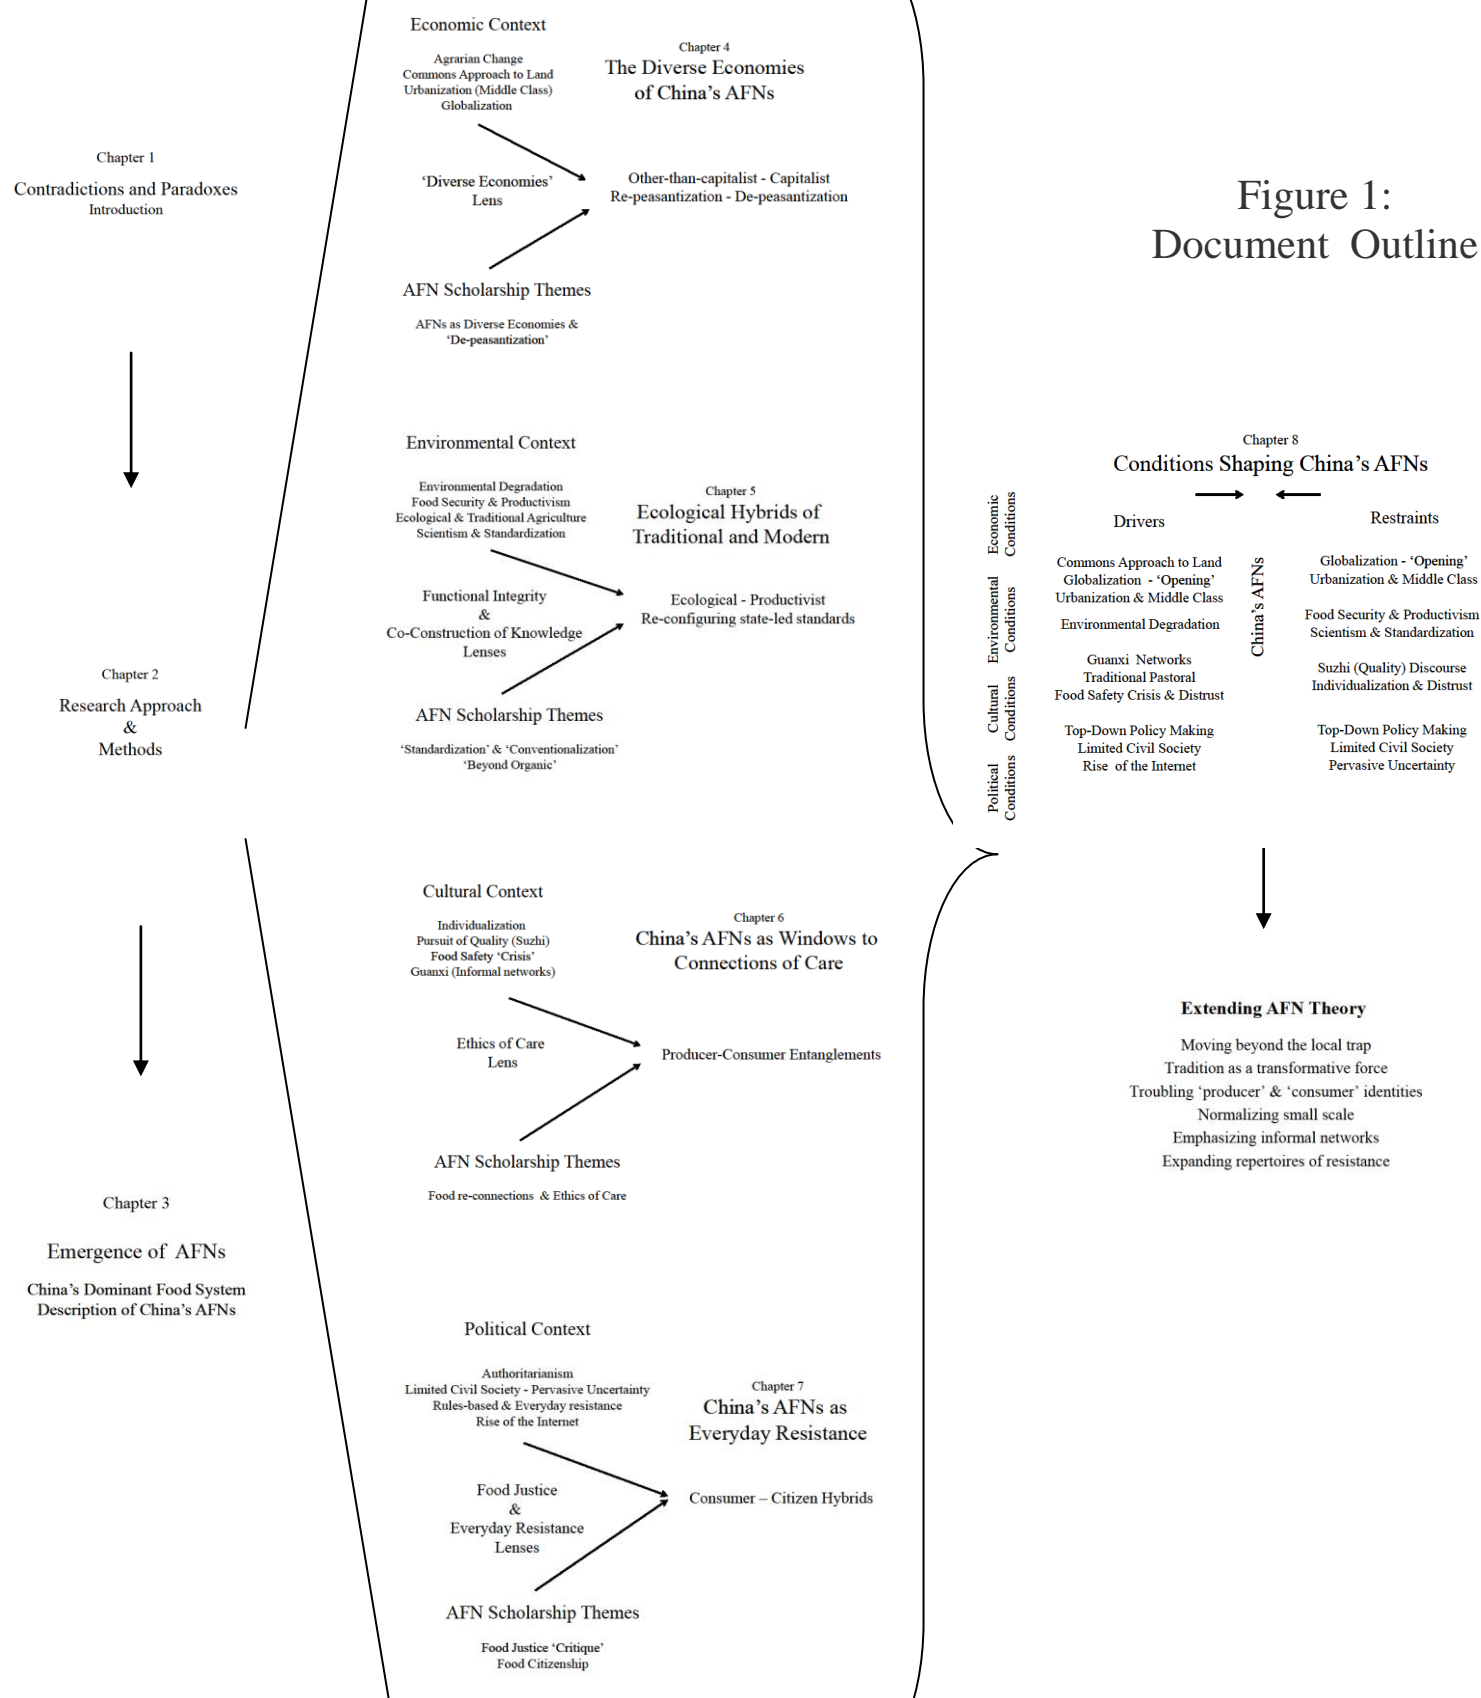 Chapter 1
Contradictions and Paradoxes
Introduction
Chapter 2
Research Approach
&
Methods
Chapter 3
Emergence of AFNs
China’s Dominant Food System
Description of China’s AFNs
Economic Context
Agrarian Change
Commons Approach to Land
Urbanization (Middle Class)
Globalization
‘Diverse Economies’
Lens
AFN Scholarship Themes
AFNs as Diverse Economies &
‘De-peasantization’
Chapter 4
The Diverse Economies
of China’s AFNs
Other-than-capitalist - Capitalist
Re-peasantization - De-peasantization
Environmental Context
Environmental Degradation
Food Security & Productivism
Ecological & Traditional Agriculture
Scientism & Standardization
Functional Integrity
&
Co-Construction of Knowledge
Lenses
AFN Scholarship Themes
‘Standardization’ & ‘Conventionalization’
‘Beyond Organic’
Chapter 5
Ecological Hybrids of
Traditional and Modern
Ecological - Productivist
Re-configuring state-led standards
Cultural Context
Individualization
Pursuit of Quality (Suzhi)
Food Safety ‘Crisis’
Guanxi (Informal networks)
Ethics of Care
Lens
AFN Scholarship Themes
Food re-connections & Ethics of Care
Chapter 6
China’s AFNs as Windows to
Connections of Care
Producer-Consumer Entanglements
Political Context
Authoritarianism
Limited Civil Society - Pervasive Uncertainty
Rules-based & Everyday resistance
Rise of the Internet
Food Justice
&
Everyday Resistance
Lenses
AFN Scholarship Themes
Food Justice ‘Critique’
Food Citizenship
Chapter 7
China’s AFNs as
Everyday Resistance
Consumer – Citizen Hybrids
Figure 1:
Document Outline
Chapter 8
Conditions Shaping China’s AFNs
Economic
Conditions
Environmental
Conditions
Cultural
Conditions
Political
Conditions
Drivers
Commons Approach to Land
Globalization - ‘Opening’
Urbanization & Middle Class
Environmental Degradation
Guanxi Networks
Traditional Pastoral
Food Safety Crisis & Distrust
Top-Down Policy Making
Limited Civil Society
Rise of the Internet
China’s AFNs
Restraints
Globalization - ‘Opening’
Urbanization & Middle Class
Food Security & Productivism
Scientism & Standardization
Suzhi (Quality) Discourse
Individualization & Distrust
Top-Down Policy Making
Limited Civil Society
Pervasive Uncertainty
Extending AFN Theory
Moving beyond the local trap
Tradition as a transformative force
Troubling ‘producer’ & ‘consumer’ identities
Normalizing small scale
Emphasizing informal networks
Expanding repertoires of resistance